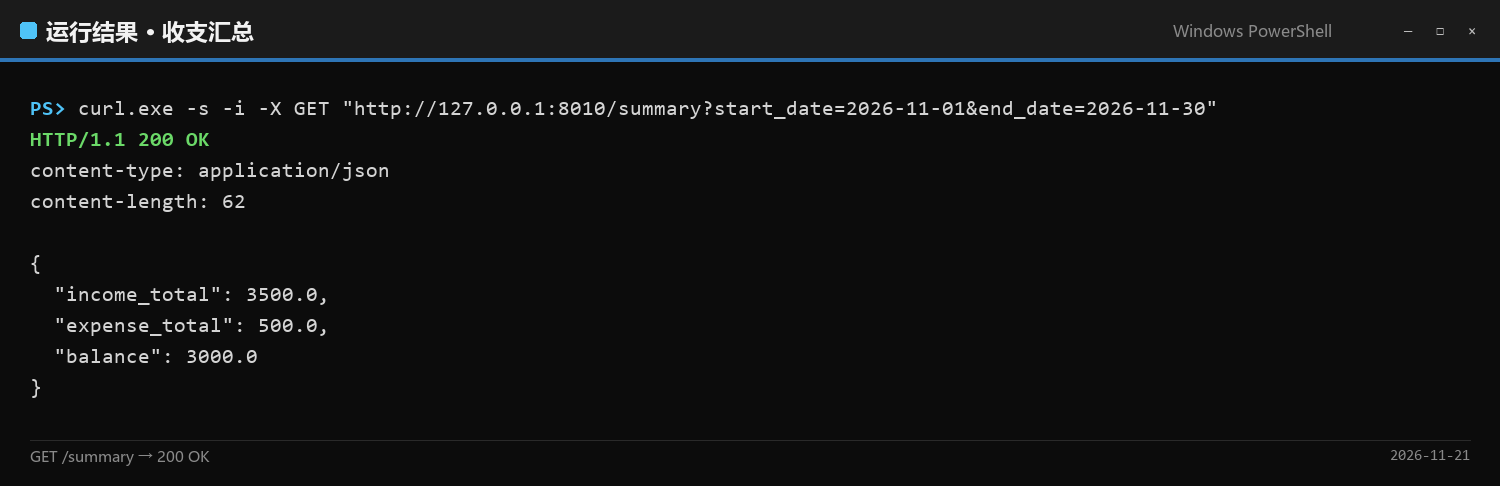 运行结果 • 收支汇总
Windows PowerShell
PS> curl.exe -s -i -X GET "http://127.0.0.1:8010/summary?start_date=2026-11-01&end_date=2026-11-30"
HTTP/1.1 200 OK
content-type: application/json
content-length: 62
{
  "income_total": 3500.0,
  "expense_total": 500.0,
  "balance": 3000.0
}
GET /summary → 200 OK
2026-11-21